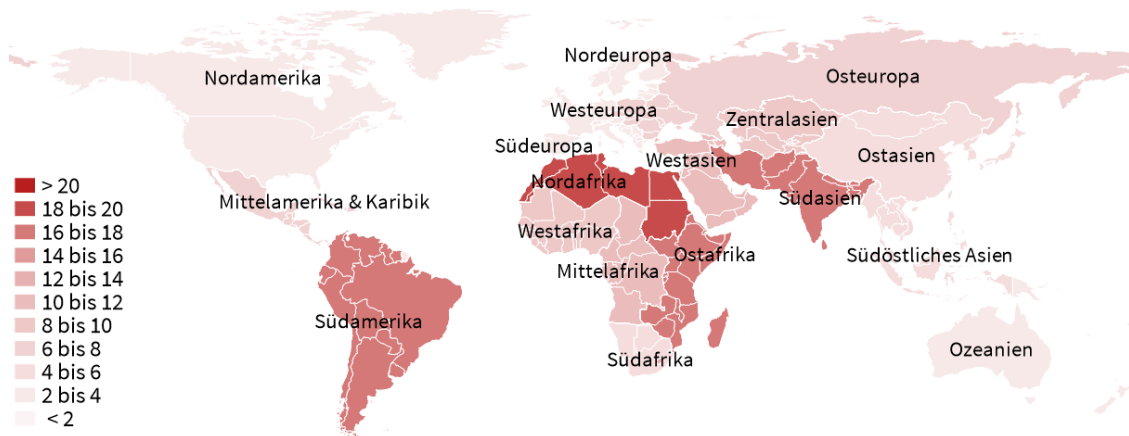 Nordeuropa
Nordamerika
Osteuropa
Westeuropa
Zentralasien
Südeuropa
Westasien
Ostasien
Nordafrika
Südasien
Mittelamerika & Karibik
Westafrika
Ostafrika
Südöstliches Asien
Mittelafrika
Südamerika
Ozeanien
Südafrika
> 20
18 bis 20
16 bis 18
14 bis 16
12 bis 14
10 bis 12
8 bis 10
6 bis 8
4 bis 6
2 bis 4
< 2